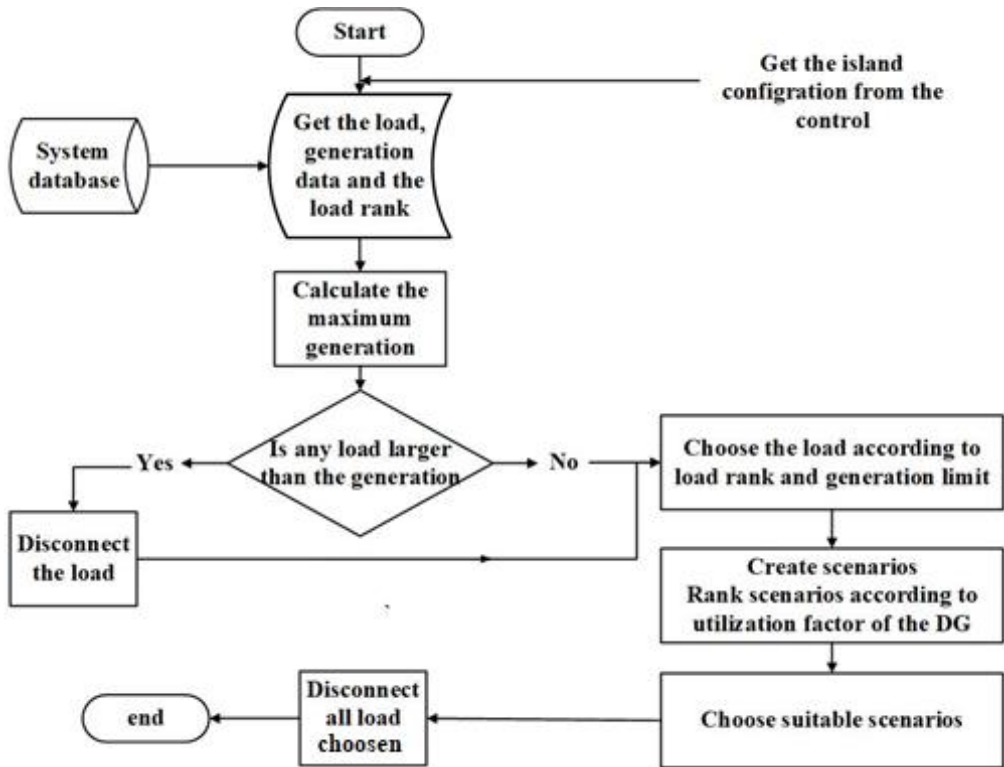 Start
Get the island
configration from the
control
System
database
Get the load,
generation
data and the
load rank
Calculate the
maximum
generation
Is any load larger
than the generation
Yes
No
Choose the load according to
load rank and generation limit
Disconnect
the load
Create scenarios
Rank scenarios according to
utilization factor of the DG
Choose suitable scenarios
Disconnect
all load
choosen
end